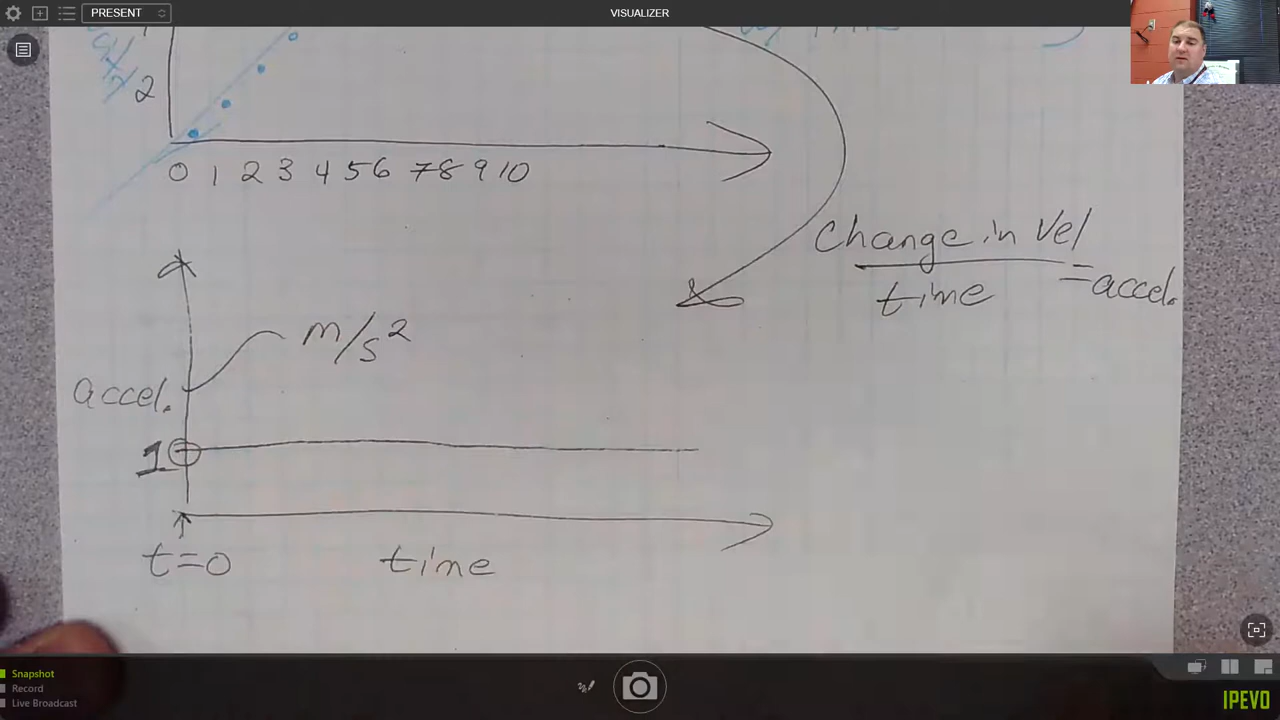 PRESENT
VISUALIZER
2
0 1 2 3 4 5 6 7 8 9 10
Change in Vel
time
= accel.
m/s²
accel.
1
t=0
time
Snapshot
Record
Live Broadcast
IPEVO